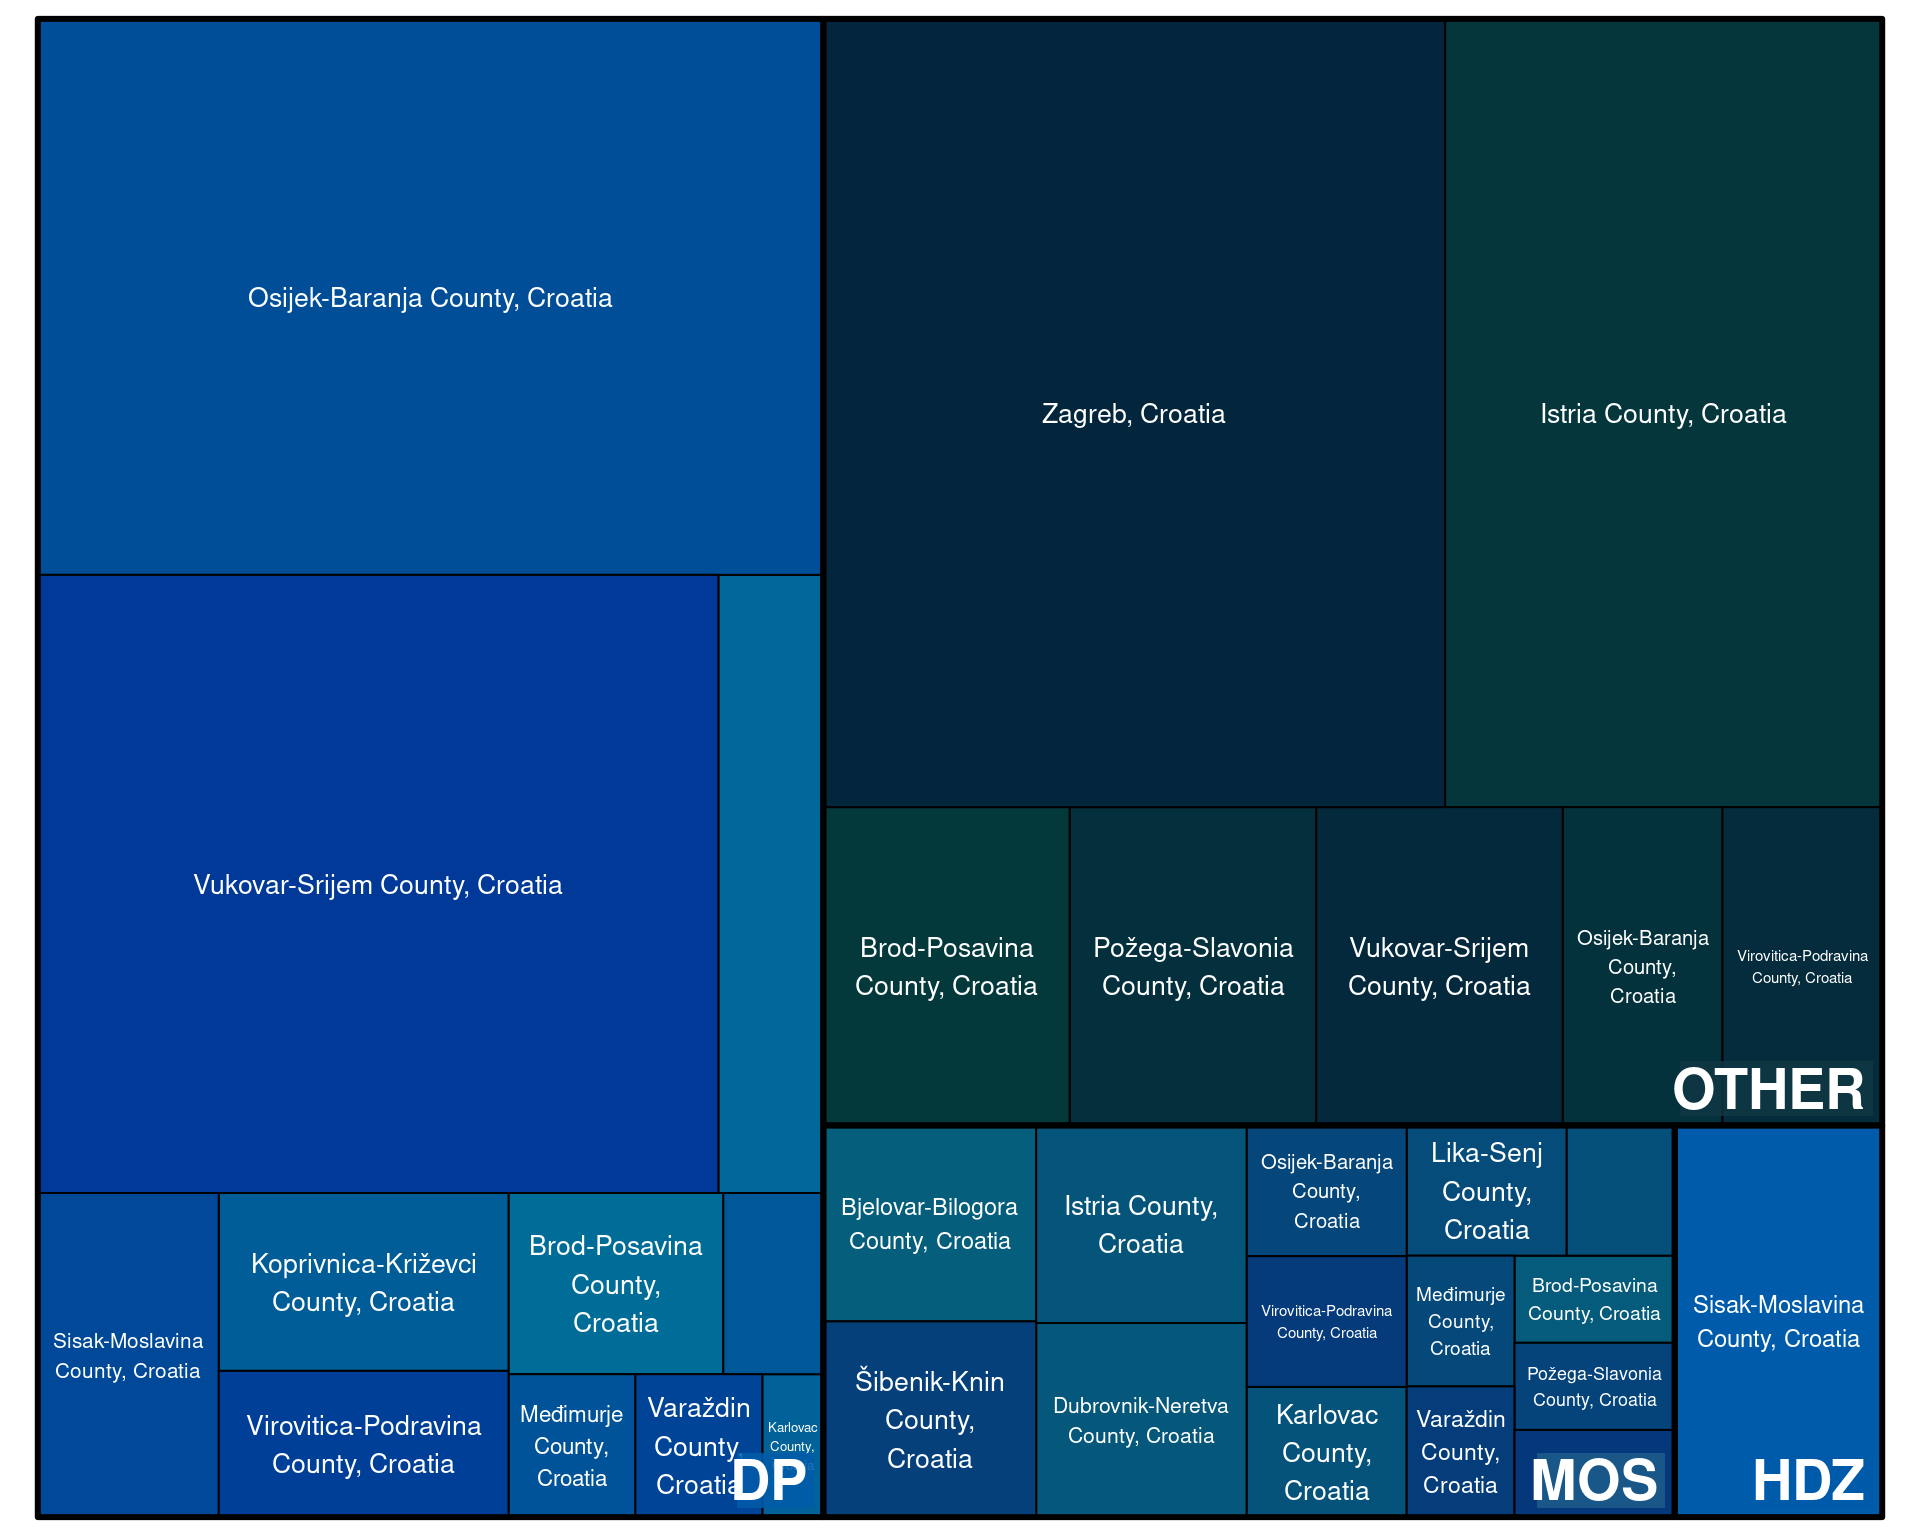 Osijek-Baranja County, Croatia
Vukovar-Srijem County, Croatia
Sisak-Moslavina
County, Croatia
Koprivnica-Križevci
County, Croatia
Virovitica-Podravina
County, Croatia
Brod-Posavina
County,
Croatia
Međimurje
County,
Croatia
Varaždin
County,
Croatia
Karlovac
County,
DP
Zagreb, Croatia
Istria County, Croatia
Brod-Posavina
County, Croatia
Požega-Slavonia
County, Croatia
Vukovar-Srijem
County, Croatia
Osijek-Baranja
County,
Croatia
Virovitica-Podravina
County, Croatia
OTHER
Bjelovar-Bilogora
County, Croatia
Šibenik-Knin
County,
Croatia
Istria County,
Croatia
Dubrovnik-Neretva
County, Croatia
Osijek-Baranja
County,
Croatia
Virovitica-Podravina
County, Croatia
Karlovac
County,
Croatia
Lika-Senj
County,
Croatia
Međimurje
County,
Croatia
Varaždin
County,
Croatia
Brod-Posavina
County, Croatia
Požega-Slavonia
County, Croatia
MOS
Sisak-Moslavina
County, Croatia
HDZ